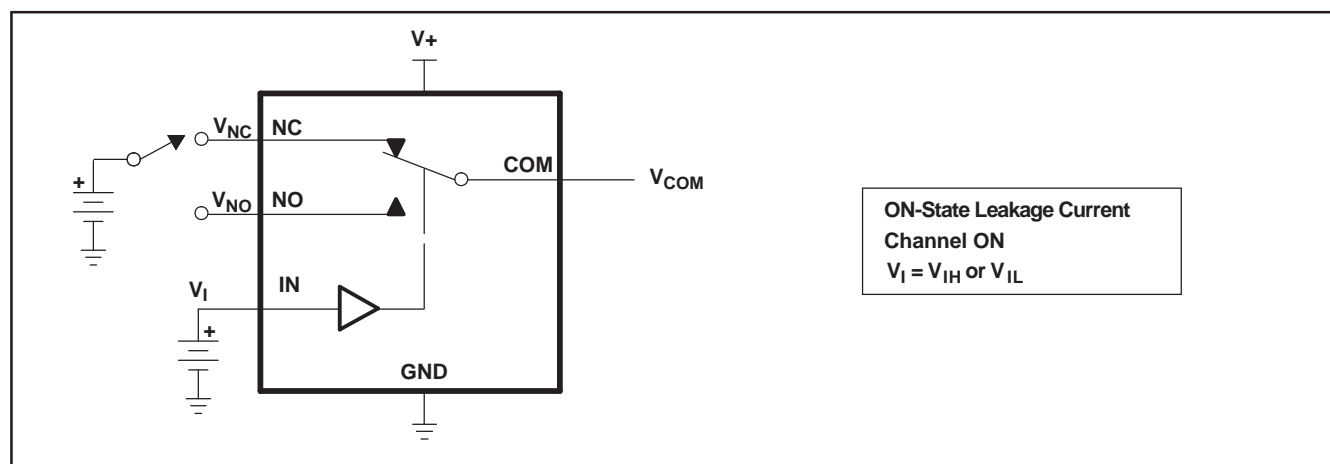 V+
VNC NC
COM
VCOM
+
VNO NO
VI IN
+
GND
ON-State Leakage Current
Channel ON
VI = VIH or VIL